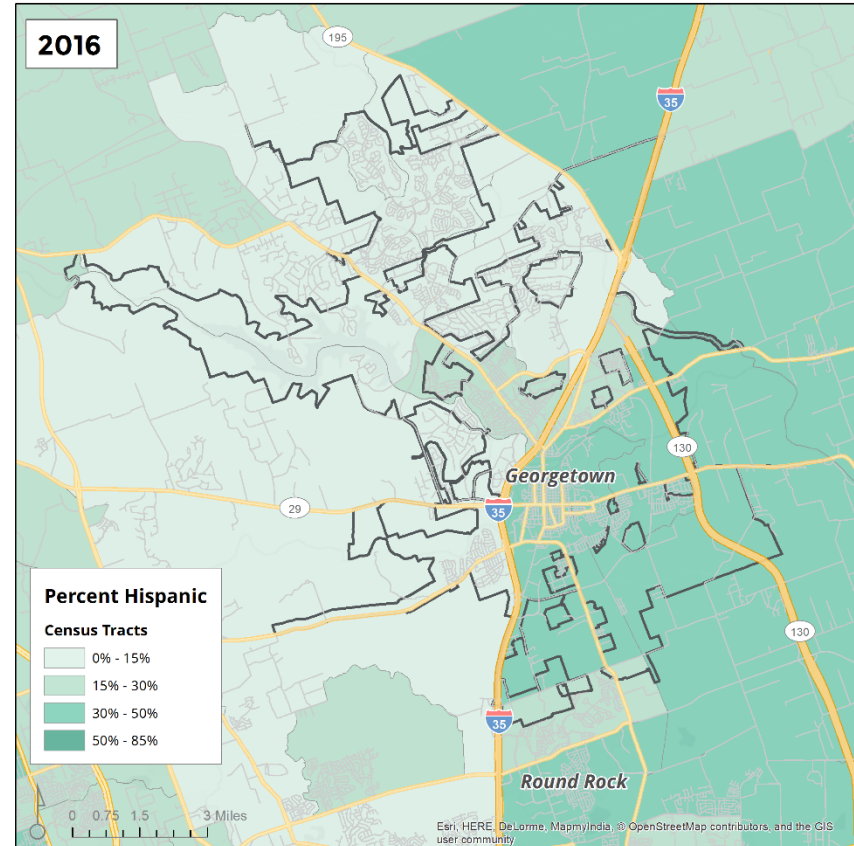 2016
195
35
Georgetown
130
29
35
130
35
Round Rock
Percent Hispanic
Census Tracts
0% - 15%
15% - 30%
30% - 50%
50% - 85%
0 0.75 1.5 3 Miles
Esri, HERE, DeLorme, MapmyIndia, © OpenStreetMap contributors, and the GIS
user community